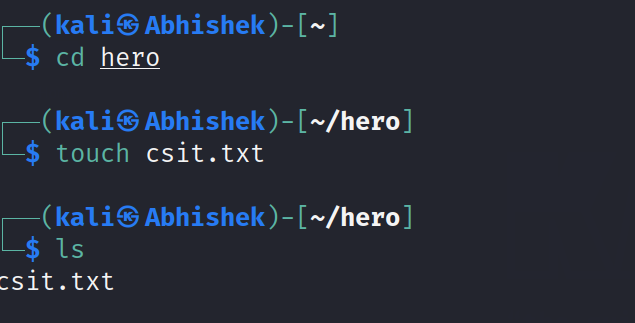 (kali㉿Abhishek)-[~]
$ cd hero
(kali㉿Abhishek)-[~/hero]
$ touch csit.txt
(kali㉿Abhishek)-[~/hero]
$ ls
csit.txt